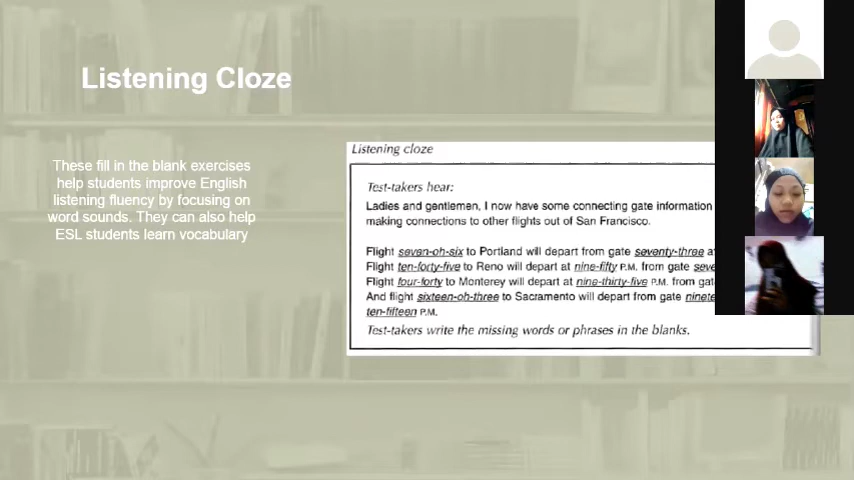 Listening Cloze
These fill in the blank exercises
help students improve English
listening fluency by focusing on
word sounds. They can also help
ESL students learn vocabulary
Listening cloze
Test-takers hear:
Ladies and gentlemen, I now have some connecting gate information
making connections to other flights out of San Francisco.
Flight seven-oh-six to Portland will depart from gate seventy-three
Flight ten-forty-five to Reno will depart at nine-fifty P.M. from gate
Flight four-forty to Monterey will depart at nine-thirty-five P.M. from
And flight sixteen-oh-three to Sacramento will depart from gate
ten-fifteen P.M.
Test-takers write the missing words or phrases in the blanks.